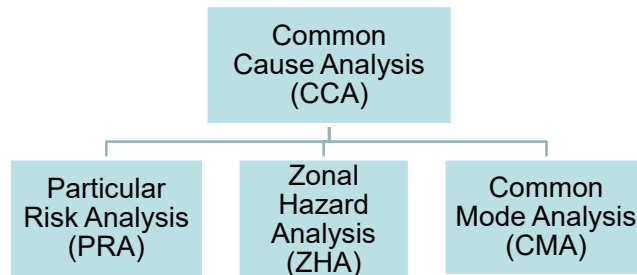 Common
Cause Analysis
(CCA)
Particular
Risk Analysis
(PRA)
Zonal
Hazard
Analysis
(ZHA)
Common
Mode Analysis
(CMA)